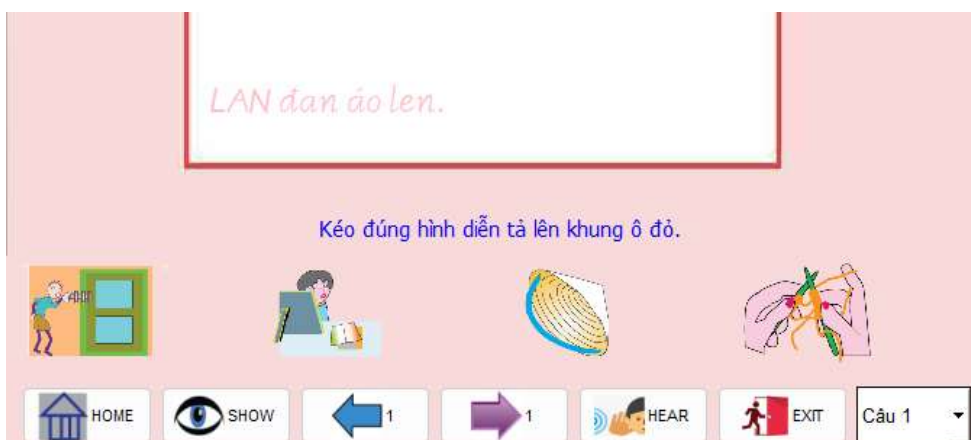 LAN đan áo len.
Kéo đúng hình diễn tả lên khung ô đỏ.
HOME SHOW 1 1 HEAR EXIT Câu 1